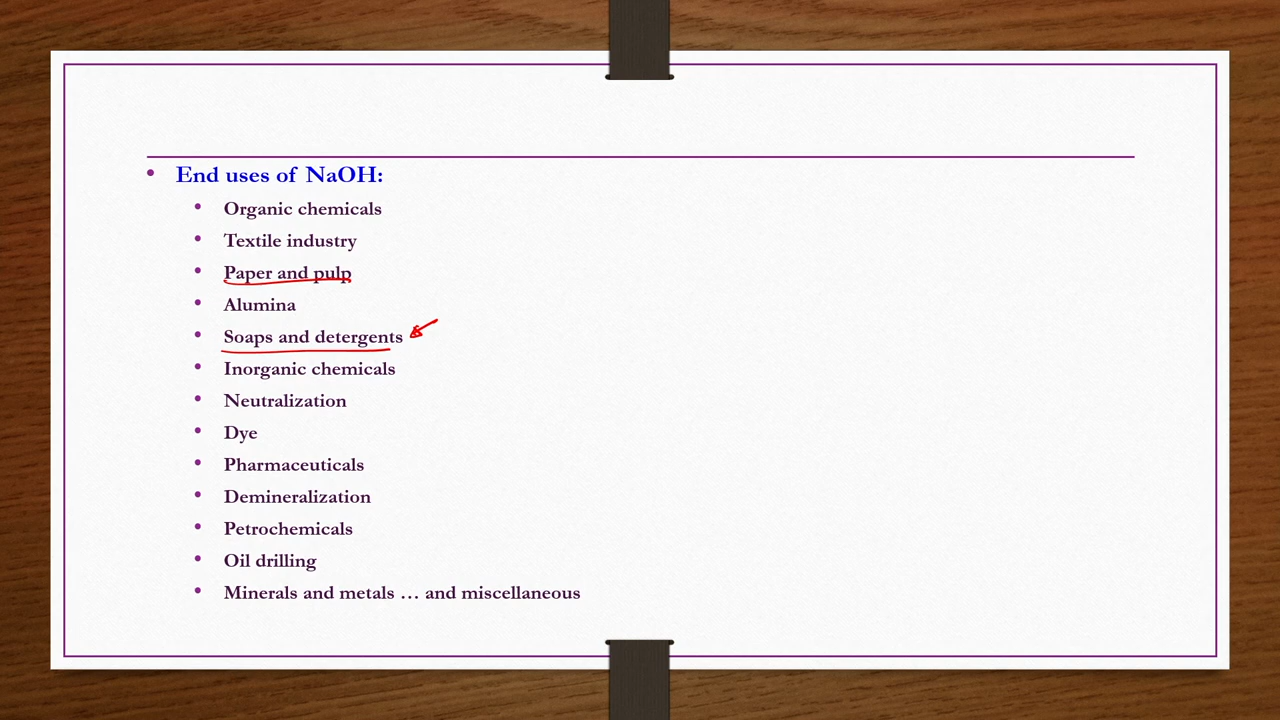 • End uses of NaOH:
• Organic chemicals
• Textile industry
• Paper and pulp
• Alumina
• Soaps and detergents
• Inorganic chemicals
• Neutralization
• Dye
• Pharmaceuticals
• Demineralization
• Petrochemicals
• Oil drilling
• Minerals and metals … and miscellaneous